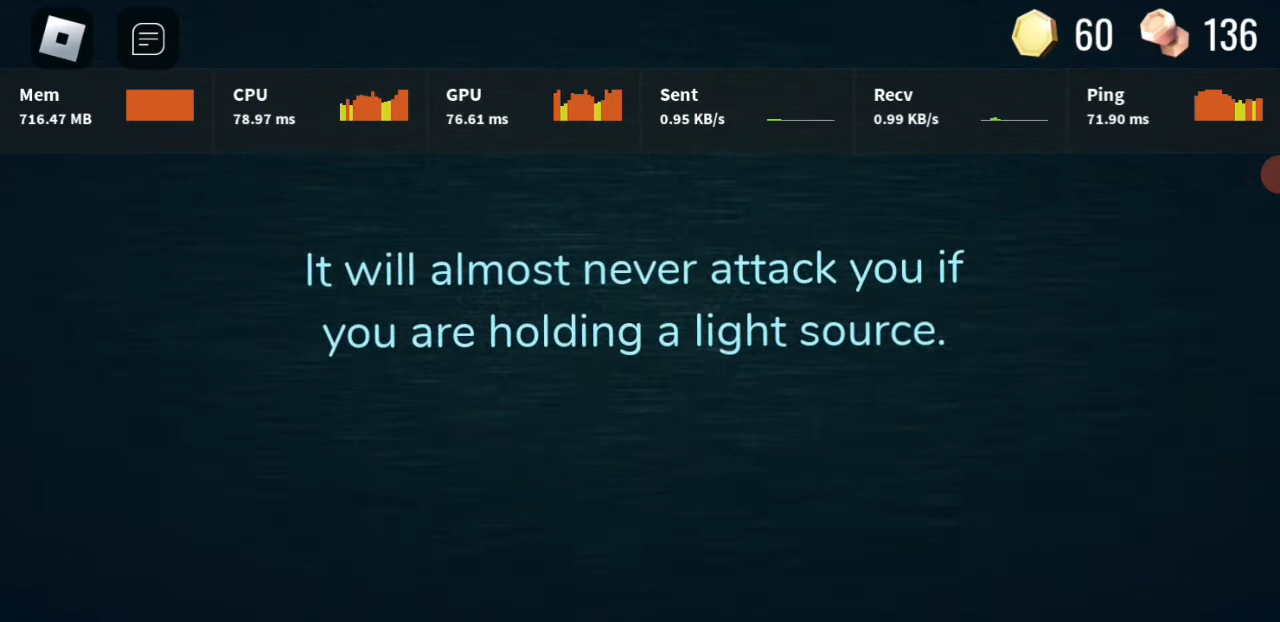 60 136
Mem CPU GPU Sent Recv Ping
716.47 MB 78.97 ms 76.61 ms 0.95 KB/s 0.99 KB/s 71.90 ms
It will almost never attack you if
you are holding a light source.